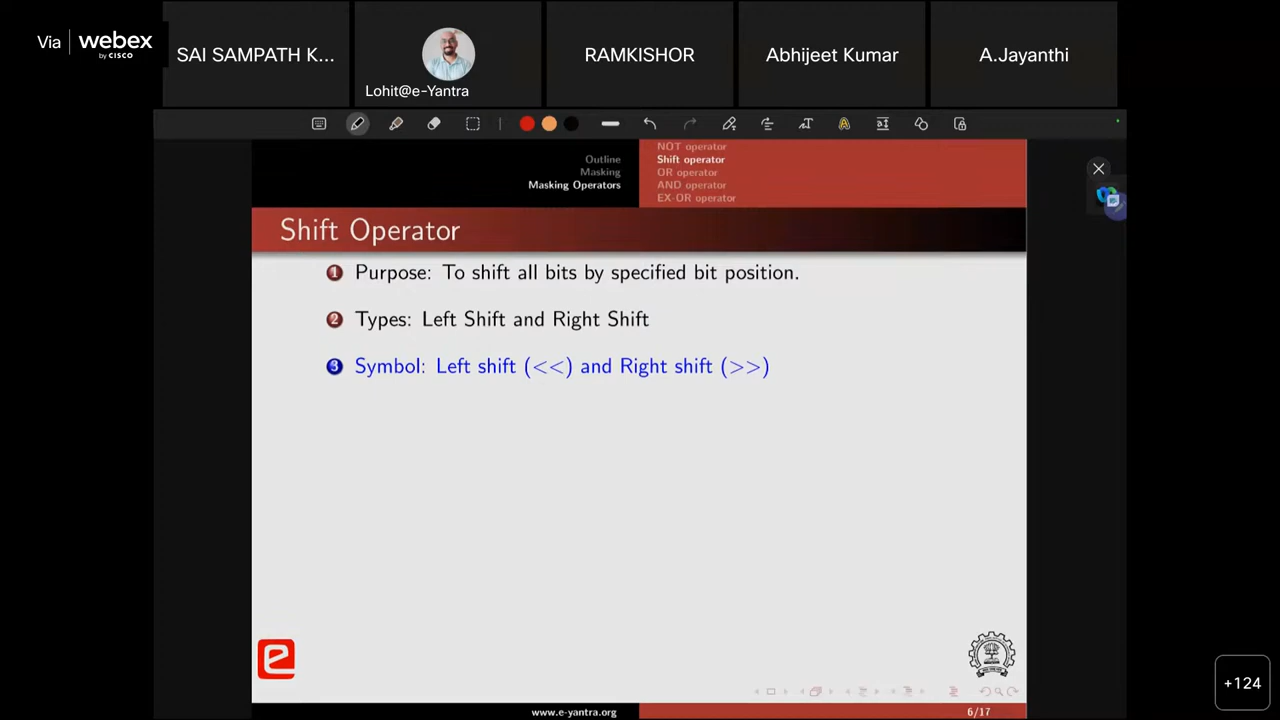 Via webex
by CISCO
SAI SAMPATH K...
Lohit@e-Yantra
RAMKISHOR
Abhijeet Kumar
A.Jayanthi
Outline
Masking
Masking Operators
NOT operator
Shift operator
OR operator
AND operator
EX-OR operator
Shift Operator
1 Purpose: To shift all bits by specified bit position.
2 Types: Left Shift and Right Shift
3 Symbol: Left shift (<<) and Right shift (>>)
e
www.e-yantra.org
6/17
+124